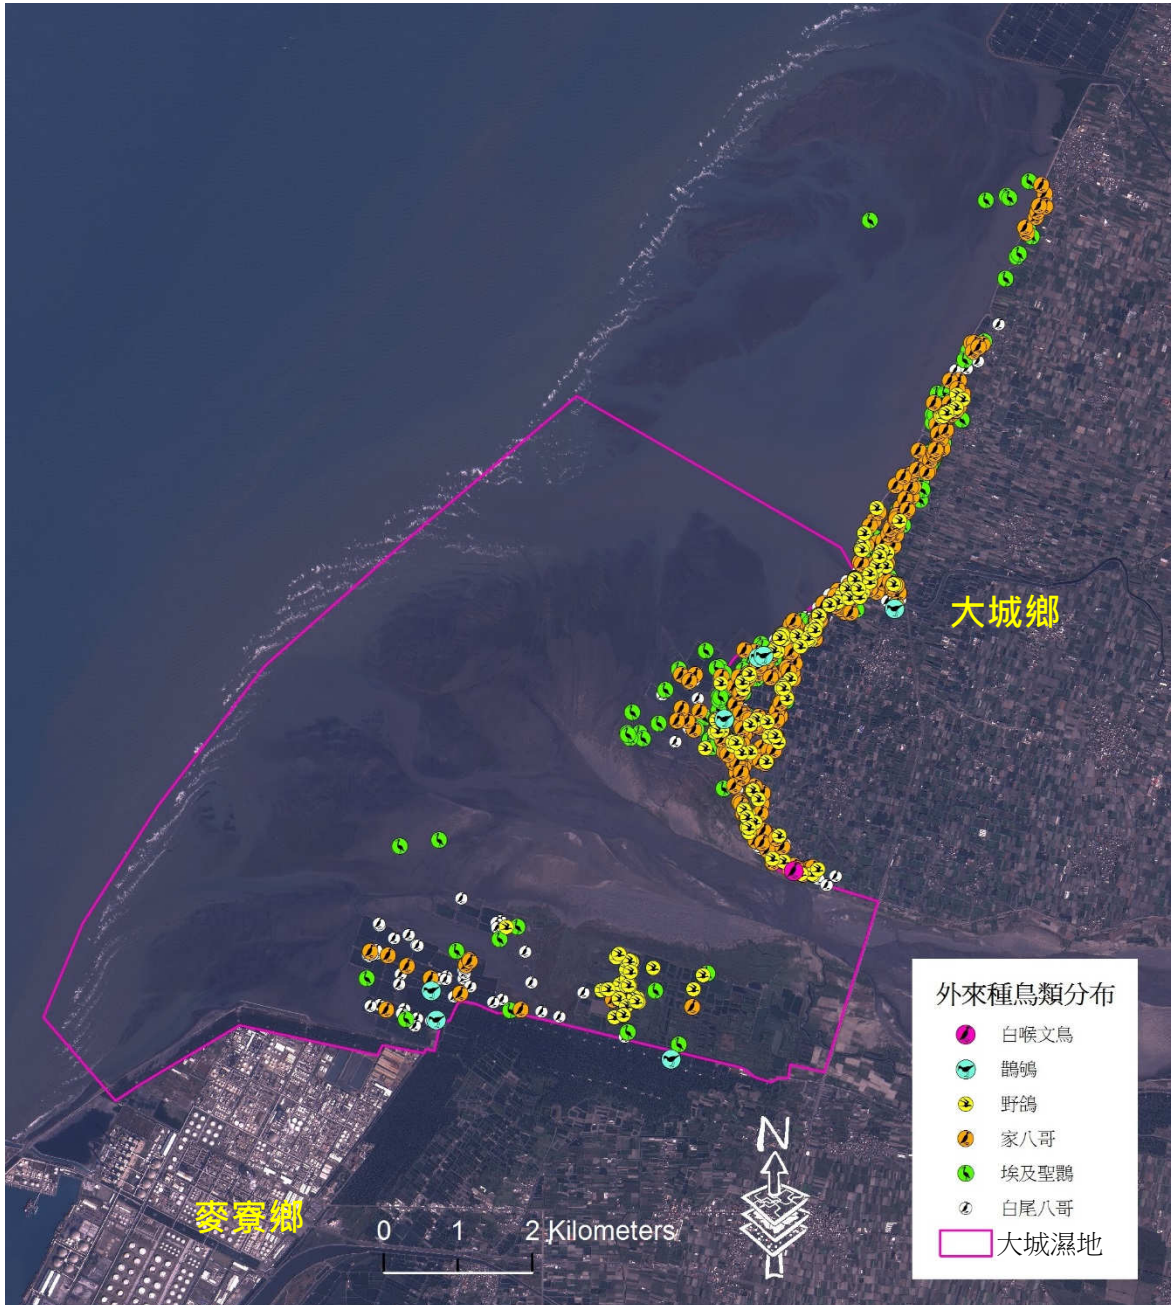 大城鄉
外來種鳥類分布
白喉文鳥
鵲鴝
野鴿
家八哥
埃及聖䴉
白尾八哥
大城濕地
N
麥寮鄉
0 1 2 Kilometers